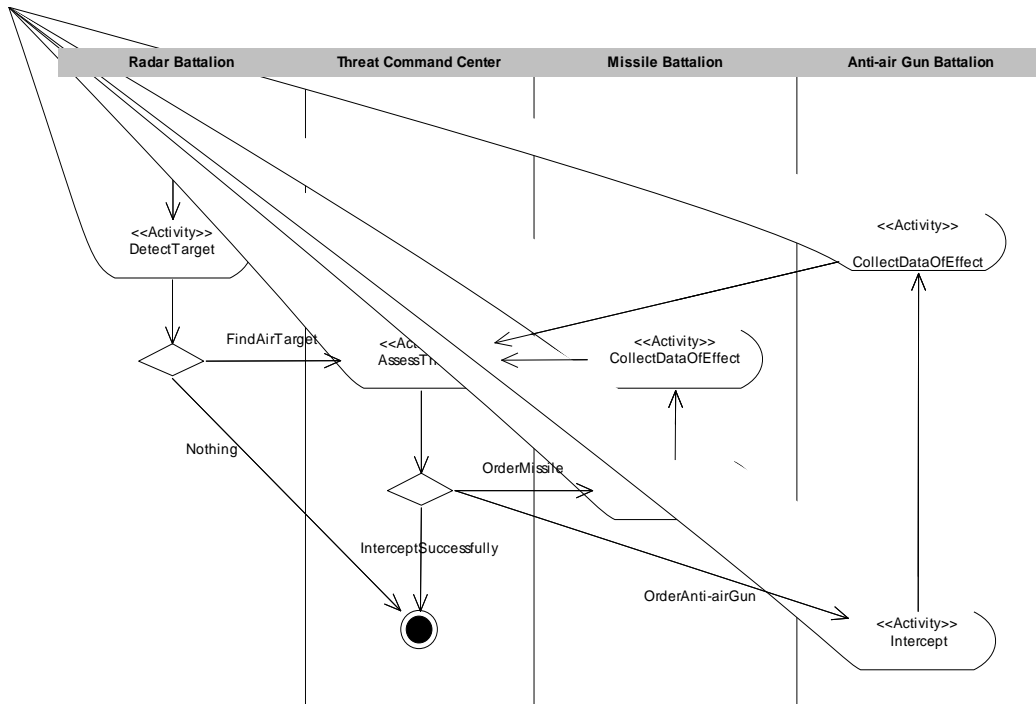 Radar Battalion
Threat Command Center
Missile Battalion
Anti-air Gun Battalion
<<Activity>>
DetectTarget
<<Activity>>
CollectDataOfEffect
FindAirTarget
<<Activity>>
CollectDataOfEffect
Nothing
OrderMissile
InterceptSuccessfully
OrderAnti-airGun
<<Activity>>
Intercept